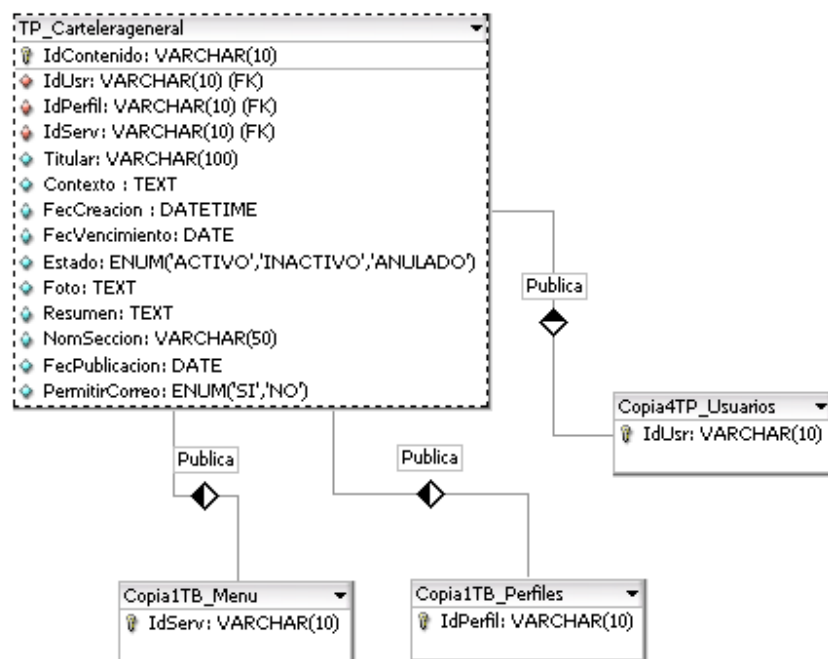 TP_Cartelerageneral
IdContenido: VARCHAR(10)
IdUsr: VARCHAR(10) (FK)
IdPerfil: VARCHAR(10) (FK)
IdServ: VARCHAR(10) (FK)
Titular: VARCHAR(100)
Contexto : TEXT
FecCreacion : DATETIME
FecVencimiento: DATE
Estado: ENUM('ACTIVO','INACTIVO','ANULADO')
Foto: TEXT
Resumen: TEXT
NomSeccion: VARCHAR(50)
FecPublicacion: DATE
PermitirCorreo: ENUM('SI','NO')
Publica
Copia4TP_Usuarios
IdUsr: VARCHAR(10)
Publica
Publica
Copia1TB_Menu
IdServ: VARCHAR(10)
Copia1TB_Perfiles
IdPerfil: VARCHAR(10)